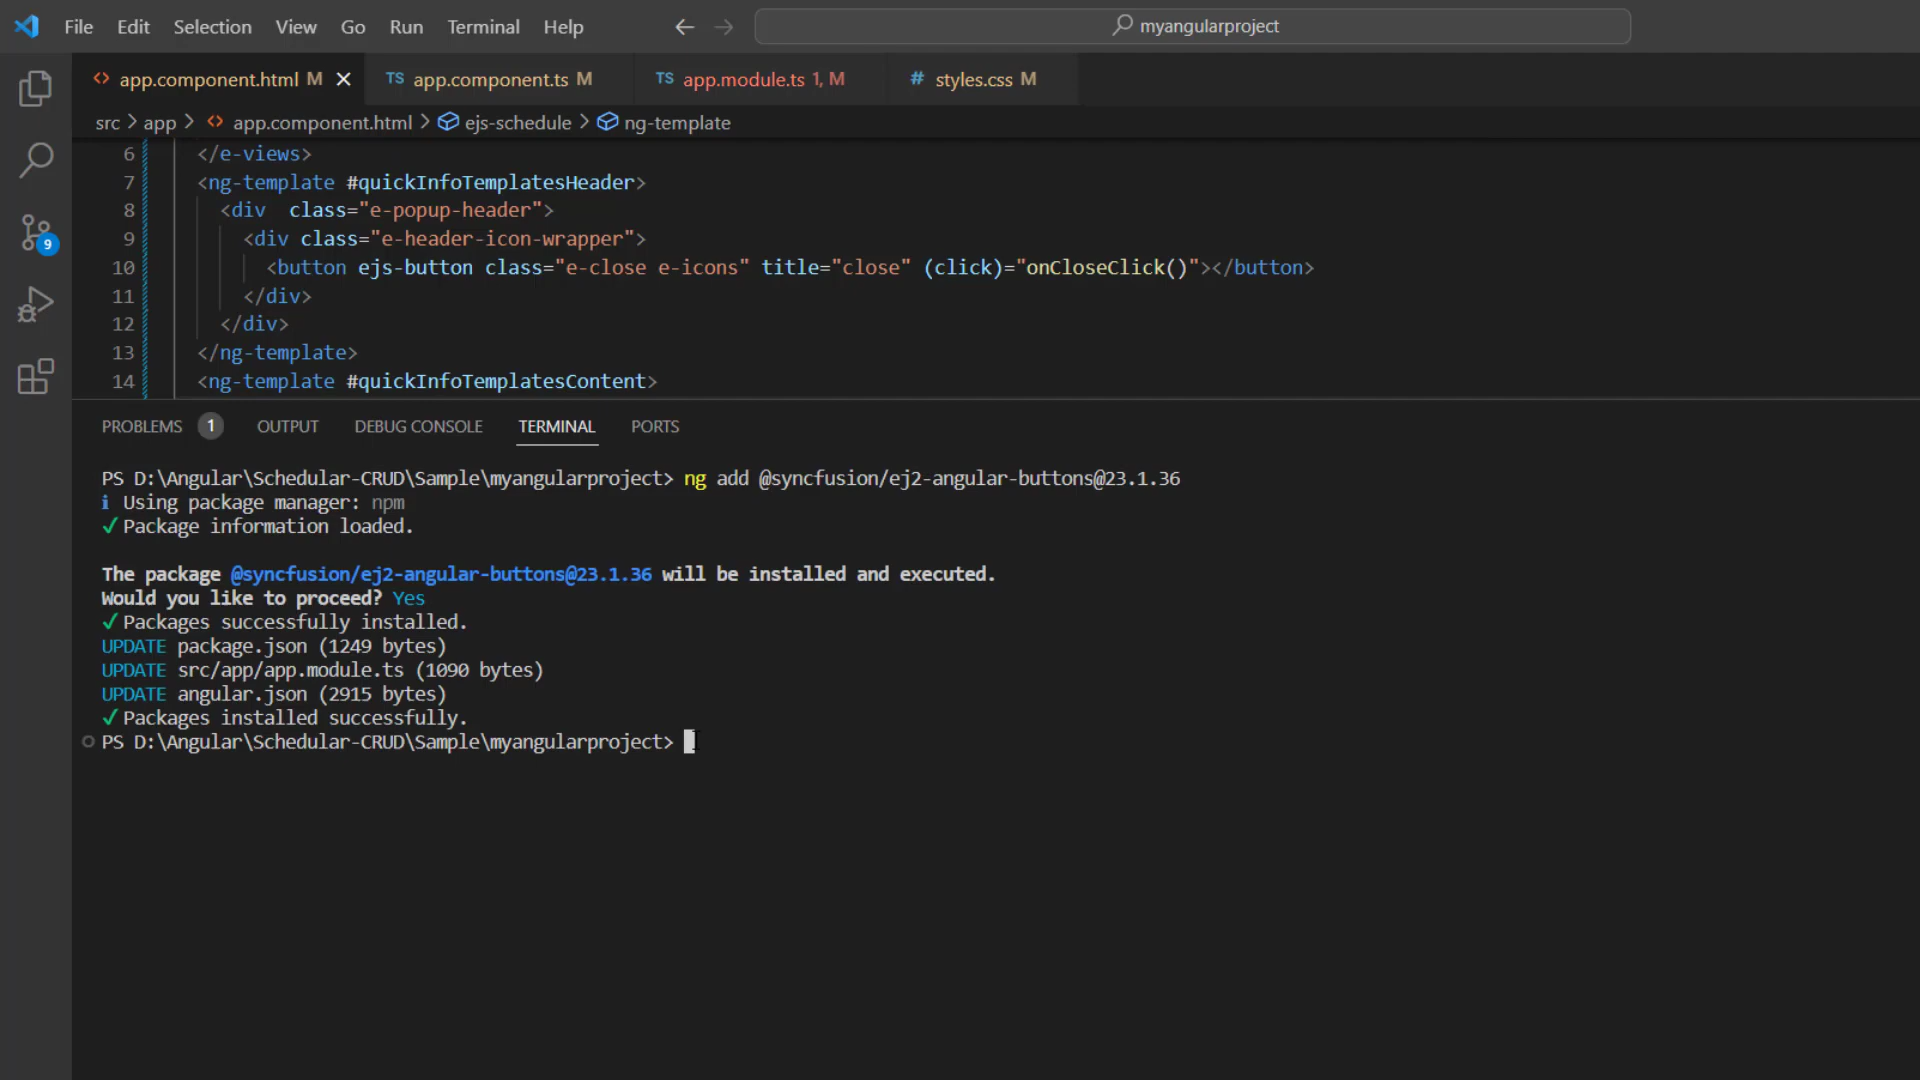 File Edit Selection View Go Run Terminal Help myangularproject
app.component.html M app.component.ts M app.module.ts 1, M styles.css M
TS TS #
src > app > <> app.component.html > ejs-schedule > ng-template
6 </e-views>
7 <ng-template #quickInfoTemplatesHeader>
8 <div  class="e-popup-header">
9 <div class="e-header-icon-wrapper">
10 <button ejs-button class="e-close e-icons" title="close" (click)="onCloseClick()"></button>
11 </div>
12 </div>
13 </ng-template>
14 <ng-template #quickInfoTemplatesContent>
9
PROBLEMS 1 OUTPUT DEBUG CONSOLE TERMINAL PORTS
PS D:\Angular\Schedular-CRUD\Sample\myangularproject> ng add @syncfusion/ej2-angular-buttons@23.1.36
i Using package manager: npm
✓ Package information loaded.
The package @syncfusion/ej2-angular-buttons@23.1.36 will be installed and executed.
Would you like to proceed? Yes
✓ Packages successfully installed.
UPDATE package.json (1249 bytes)
UPDATE src/app/app.module.ts (1090 bytes)
UPDATE angular.json (2915 bytes)
✓ Packages installed successfully.
PS D:\Angular\Schedular-CRUD\Sample\myangularproject>